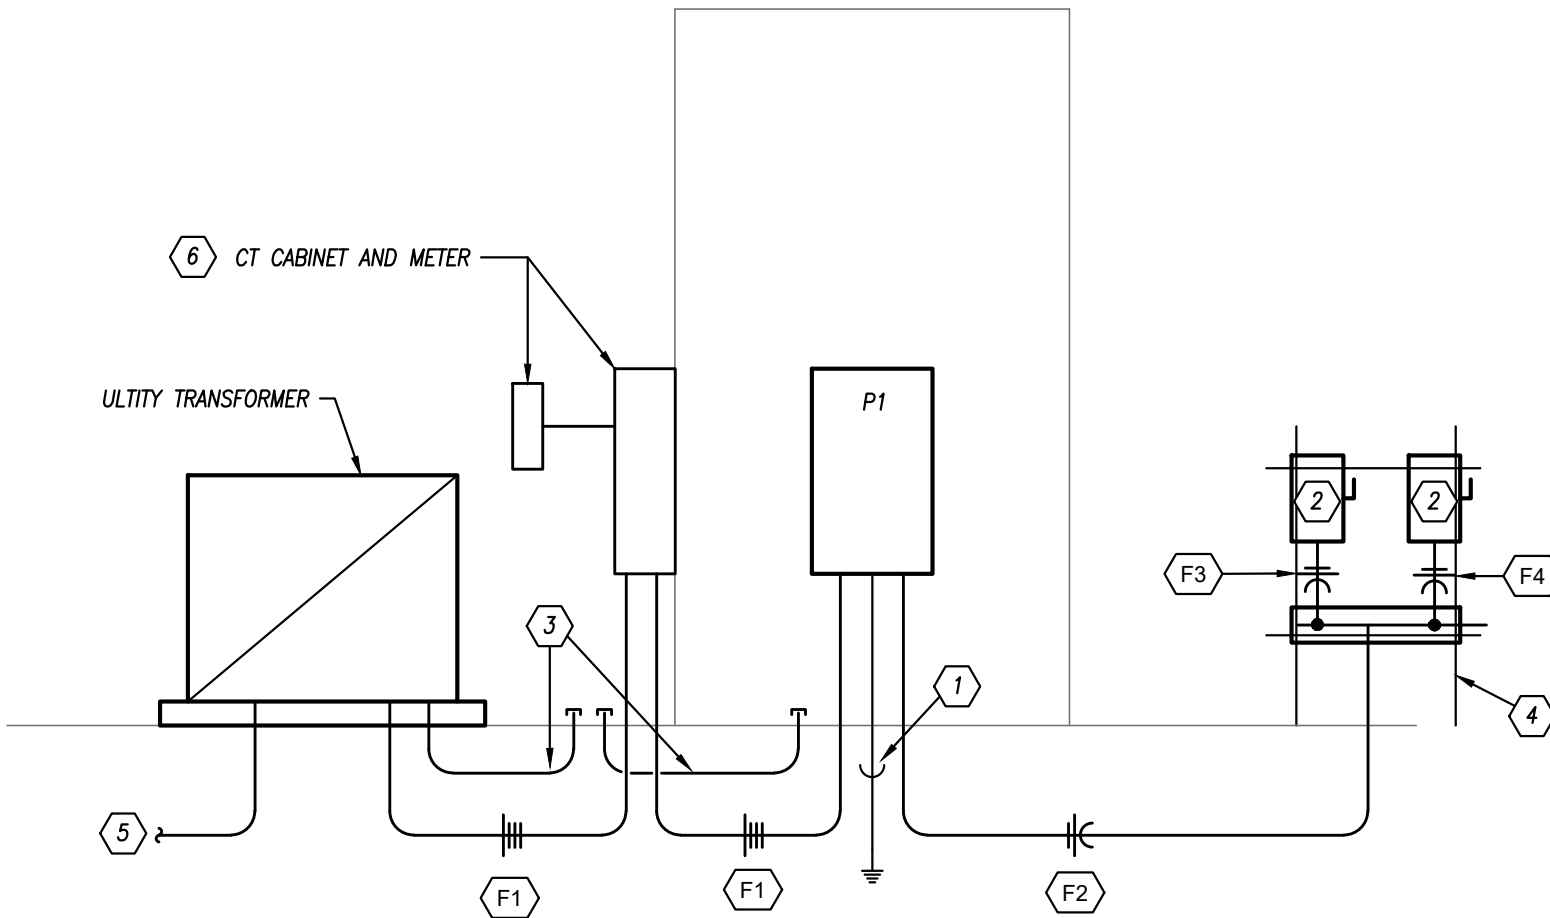 6 CT CABINET AND METER
ULTITY TRANSFORMER
P1
2
2
F3
F4
3
1
4
5
F1
F1
F2